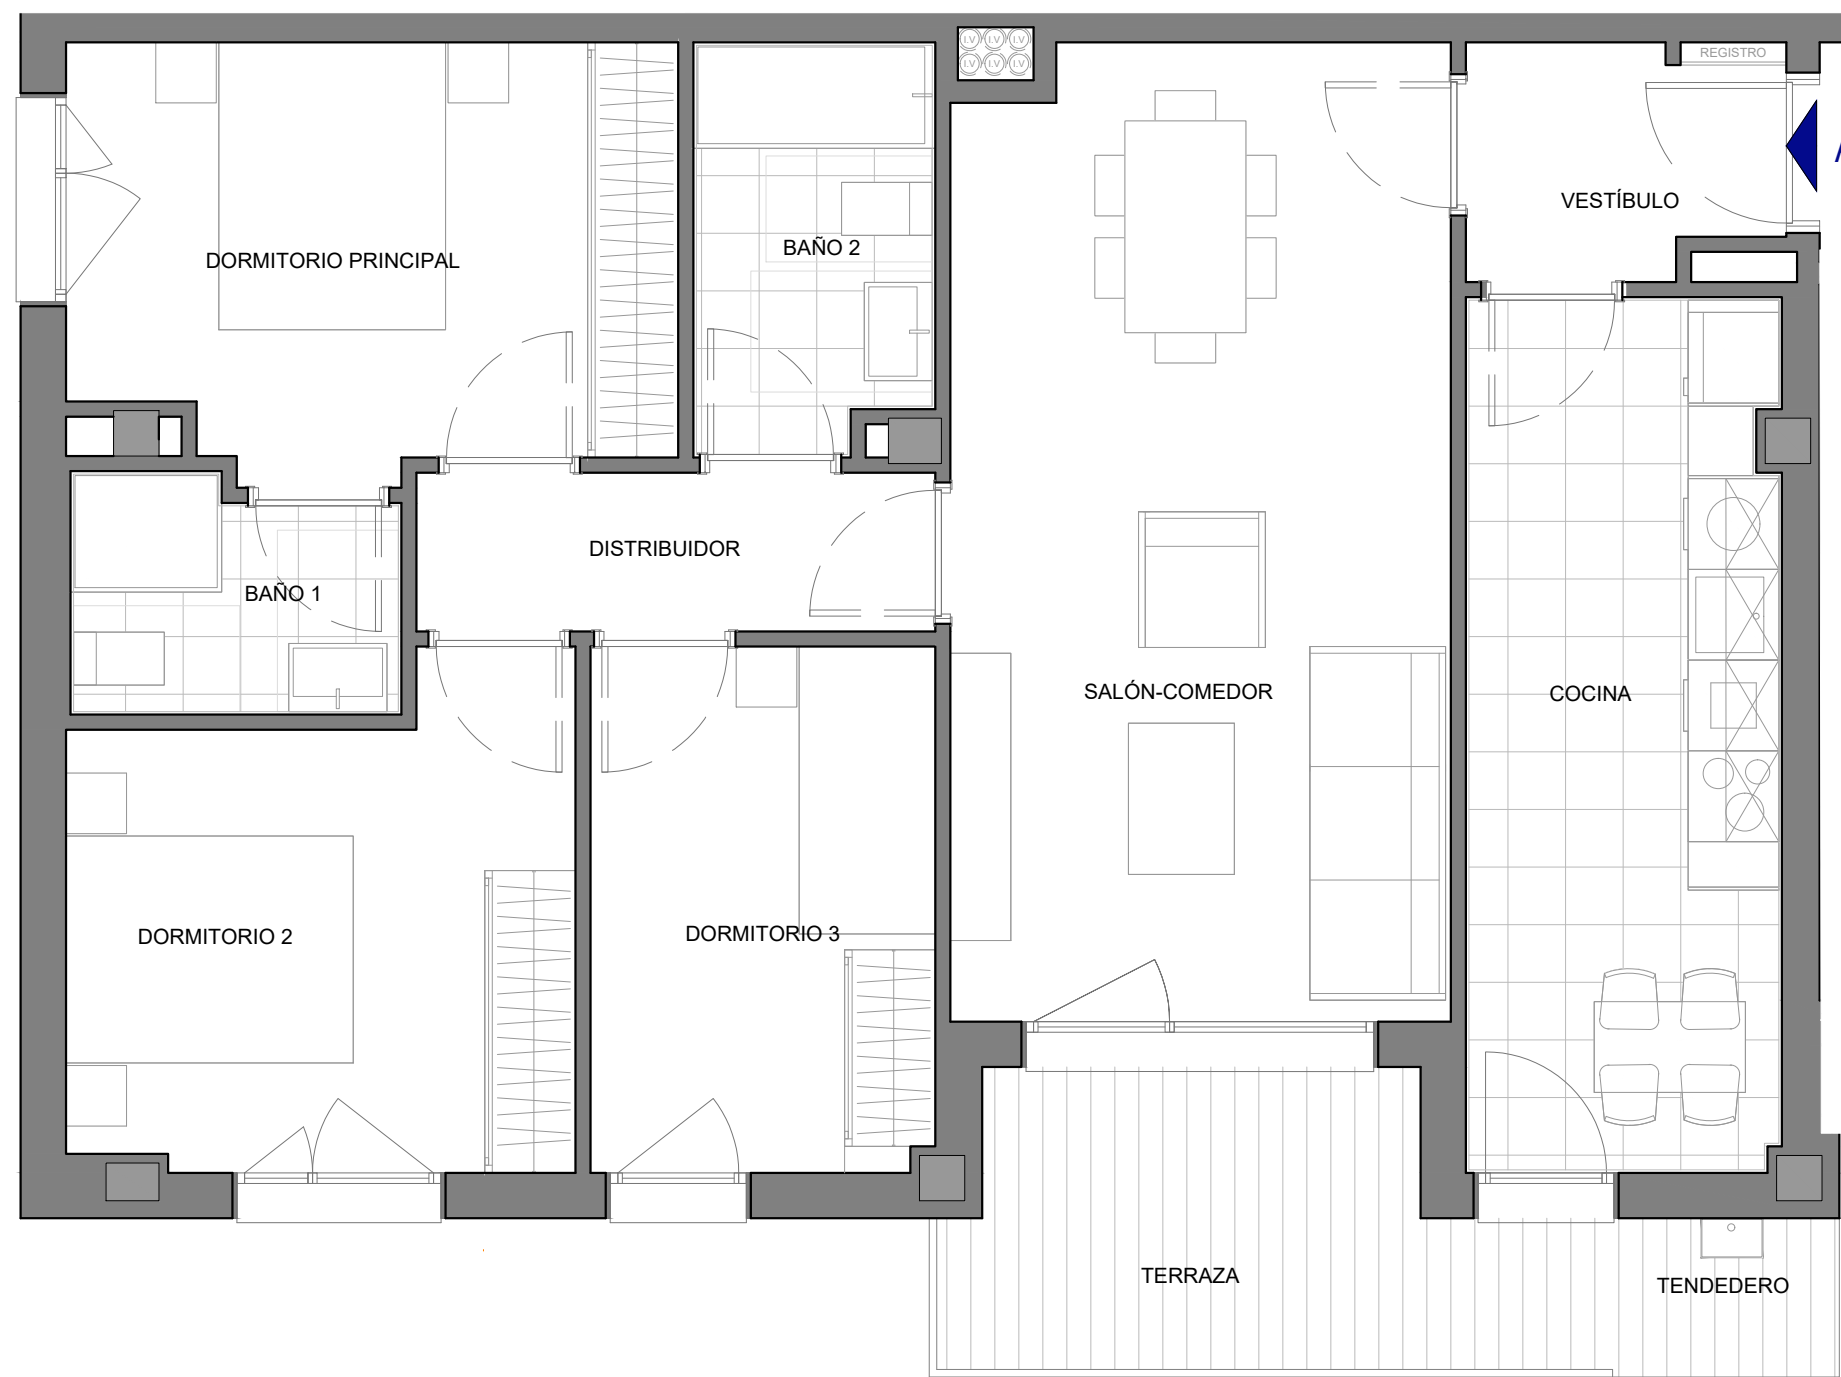 I.V I.V I.V
I.V I.V I.V
REGISTRO
VESTÍBULO
BAÑO 2
DORMITORIO PRINCIPAL
DISTRIBUIDOR
BAÑO 1
SALÓN-COMEDOR
COCINA
DORMITORIO 2
DORMITORIO 3
TERRAZA
TENDEDERO